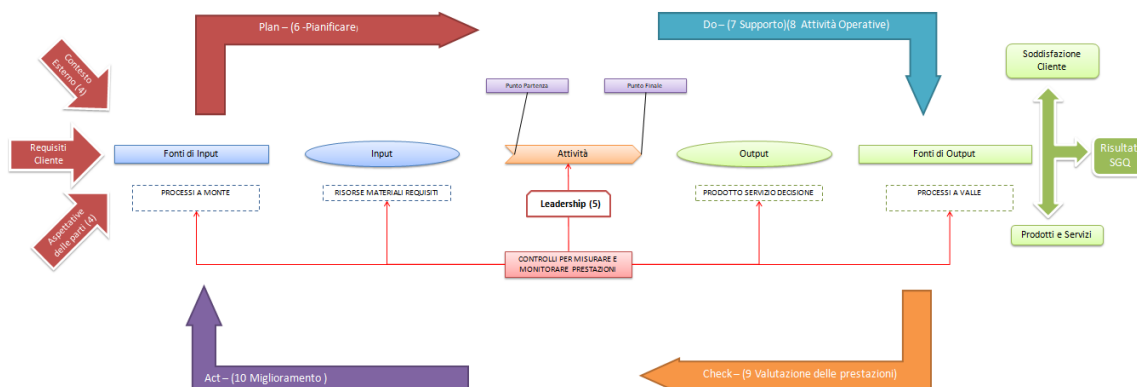 Plan – (6 -Pianificare)
Do – (7 Supporto)(8 Attività Operative)
Contesto
Esterno (4)
Soddisfazione
Cliente
Punto Partenza
Punto Finale
Requisiti
Cliente
Fonti di Input
Input
Attività
Output
Fonti di Output
Risultati
SGQ
PROCESSI A MONTE
RISORSE MATERIALI REQUISITI
PRODOTTO SERVIZIO DECISIONE
PROCESSI A VALLE
Leadership (5)
Aspettative
delle parti (4)
Prodotti e Servizi
CONTROLLI PER MISURARE E
MONITORARE PRESTAZIONI
Act – (10 Miglioramento )
Check – (9 Valutazione delle prestazioni)